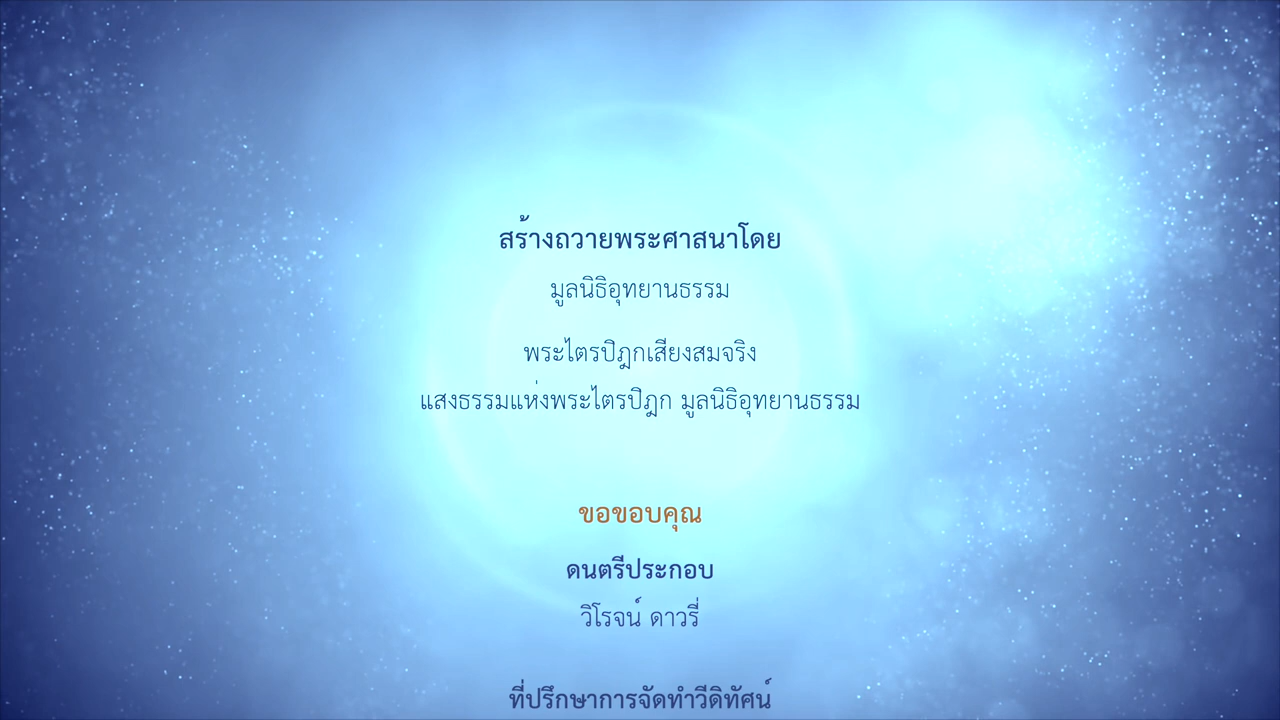 สร้างถวายพระศาสนาโดย
มูลนิธิอุทยานธรรม
พระไตรปิฎกเสียงสมจริง
แสงธรรมแห่งพระไตรปิฎก มูลนิธิอุทยานธรรม
ขอขอบคุณ
ดนตรีประกอบ
วิโรจน์ ดาวรี่
ที่ปรึกษาการจัดทำวีดิทัศน์